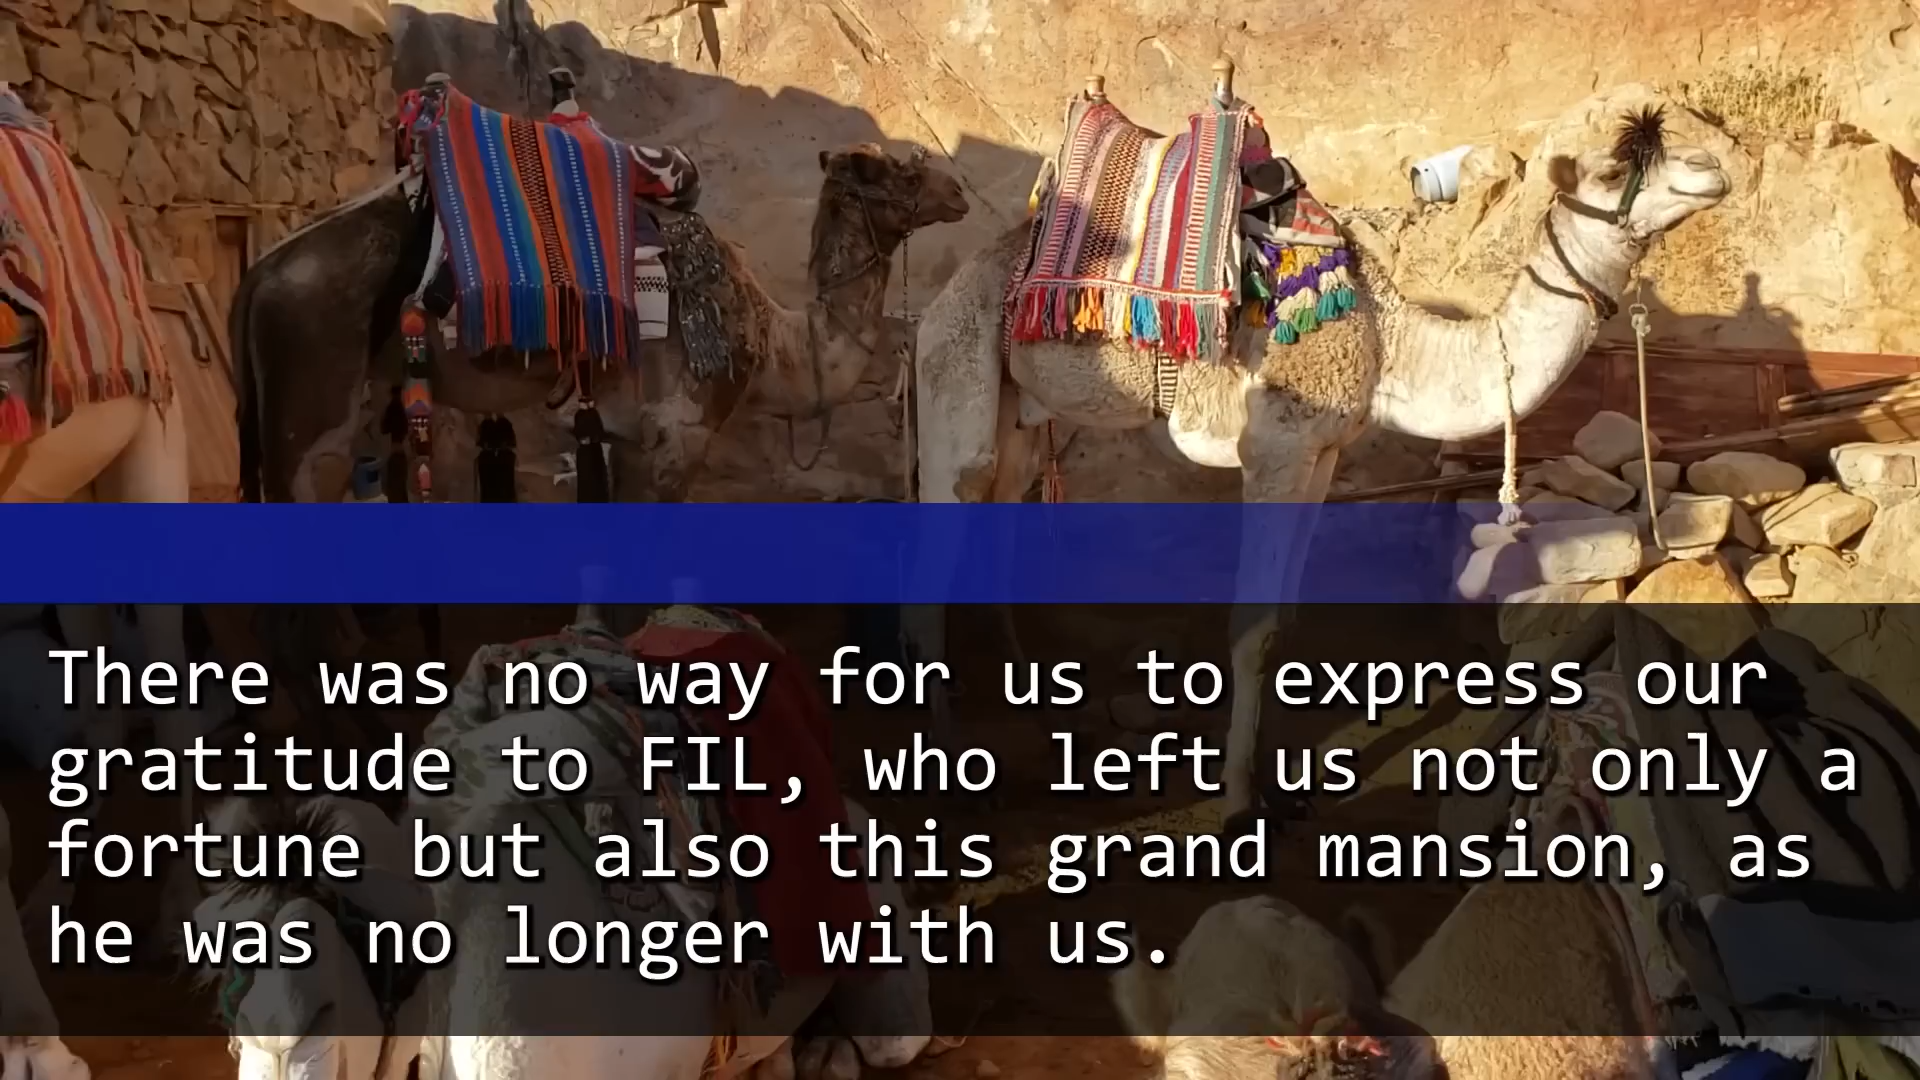 There was no way for us to express our
gratitude to FIL, who left us not only a
fortune but also this grand mansion, as
he was no longer with us.